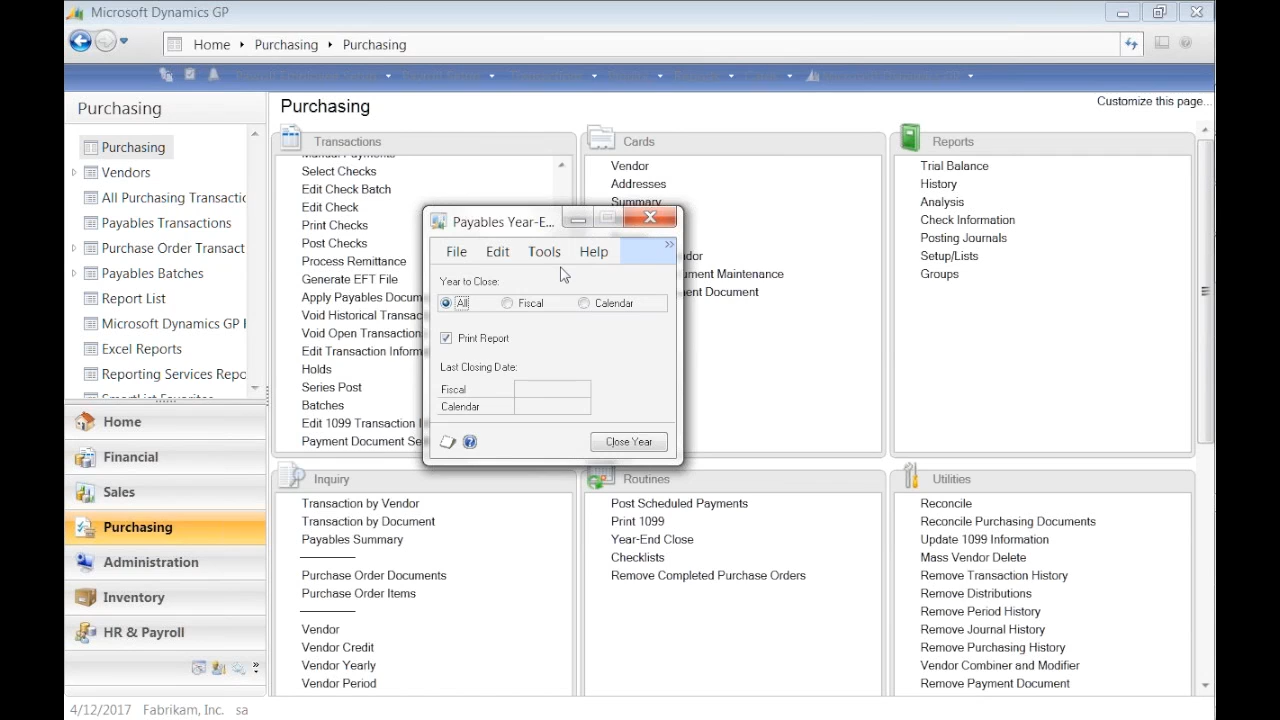 Microsoft Dynamics GP
Home
Purchasing
Purchasing
Purchasing
Purchasing
Vendors
All Purchasing Transactio
Payables Transactions
Purchase Order Transact
Payables Batches
Report List
Microsoft Dynamics GP
Excel Reports
Reporting Services Repo
SmartList Favorites
Home
Financial
Sales
Purchasing
Administration
Inventory
HR & Payroll
Purchasing
Customize this page...
Transactions
Manual Payments
Select Checks
Edit Check Batch
Edit Check
Print Checks
Post Checks
Process Remittance
Generate EFT File
Apply Payables Docum
Void Historical Transac
Void Open Transaction
Edit Transaction Inform
Holds
Series Post
Batches
Edit 1099 Transaction I
Payment Document Se
Cards
Vendor
Addresses
Summary
dor
ument Maintenance
ent Document
Reports
Trial Balance
History
Analysis
Check Information
Posting Journals
Setup/Lists
Groups
Payables Year-E...
File Edit Tools Help
Year to Close:
All Fiscal Calendar
Print Report
Last Closing Date:
Fiscal
Calendar
Close Year
Inquiry
Transaction by Vendor
Transaction by Document
Payables Summary
Purchase Order Documents
Purchase Order Items
Vendor
Vendor Credit
Vendor Yearly
Vendor Period
Routines
Post Scheduled Payments
Print 1099
Year-End Close
Checklists
Remove Completed Purchase Orders
Utilities
Reconcile
Reconcile Purchasing Documents
Update 1099 Information
Mass Vendor Delete
Remove Transaction History
Remove Distributions
Remove Period History
Remove Journal History
Remove Purchasing History
Vendor Combiner and Modifier
Remove Payment Document
4/12/2017 Fabrikam, Inc. sa